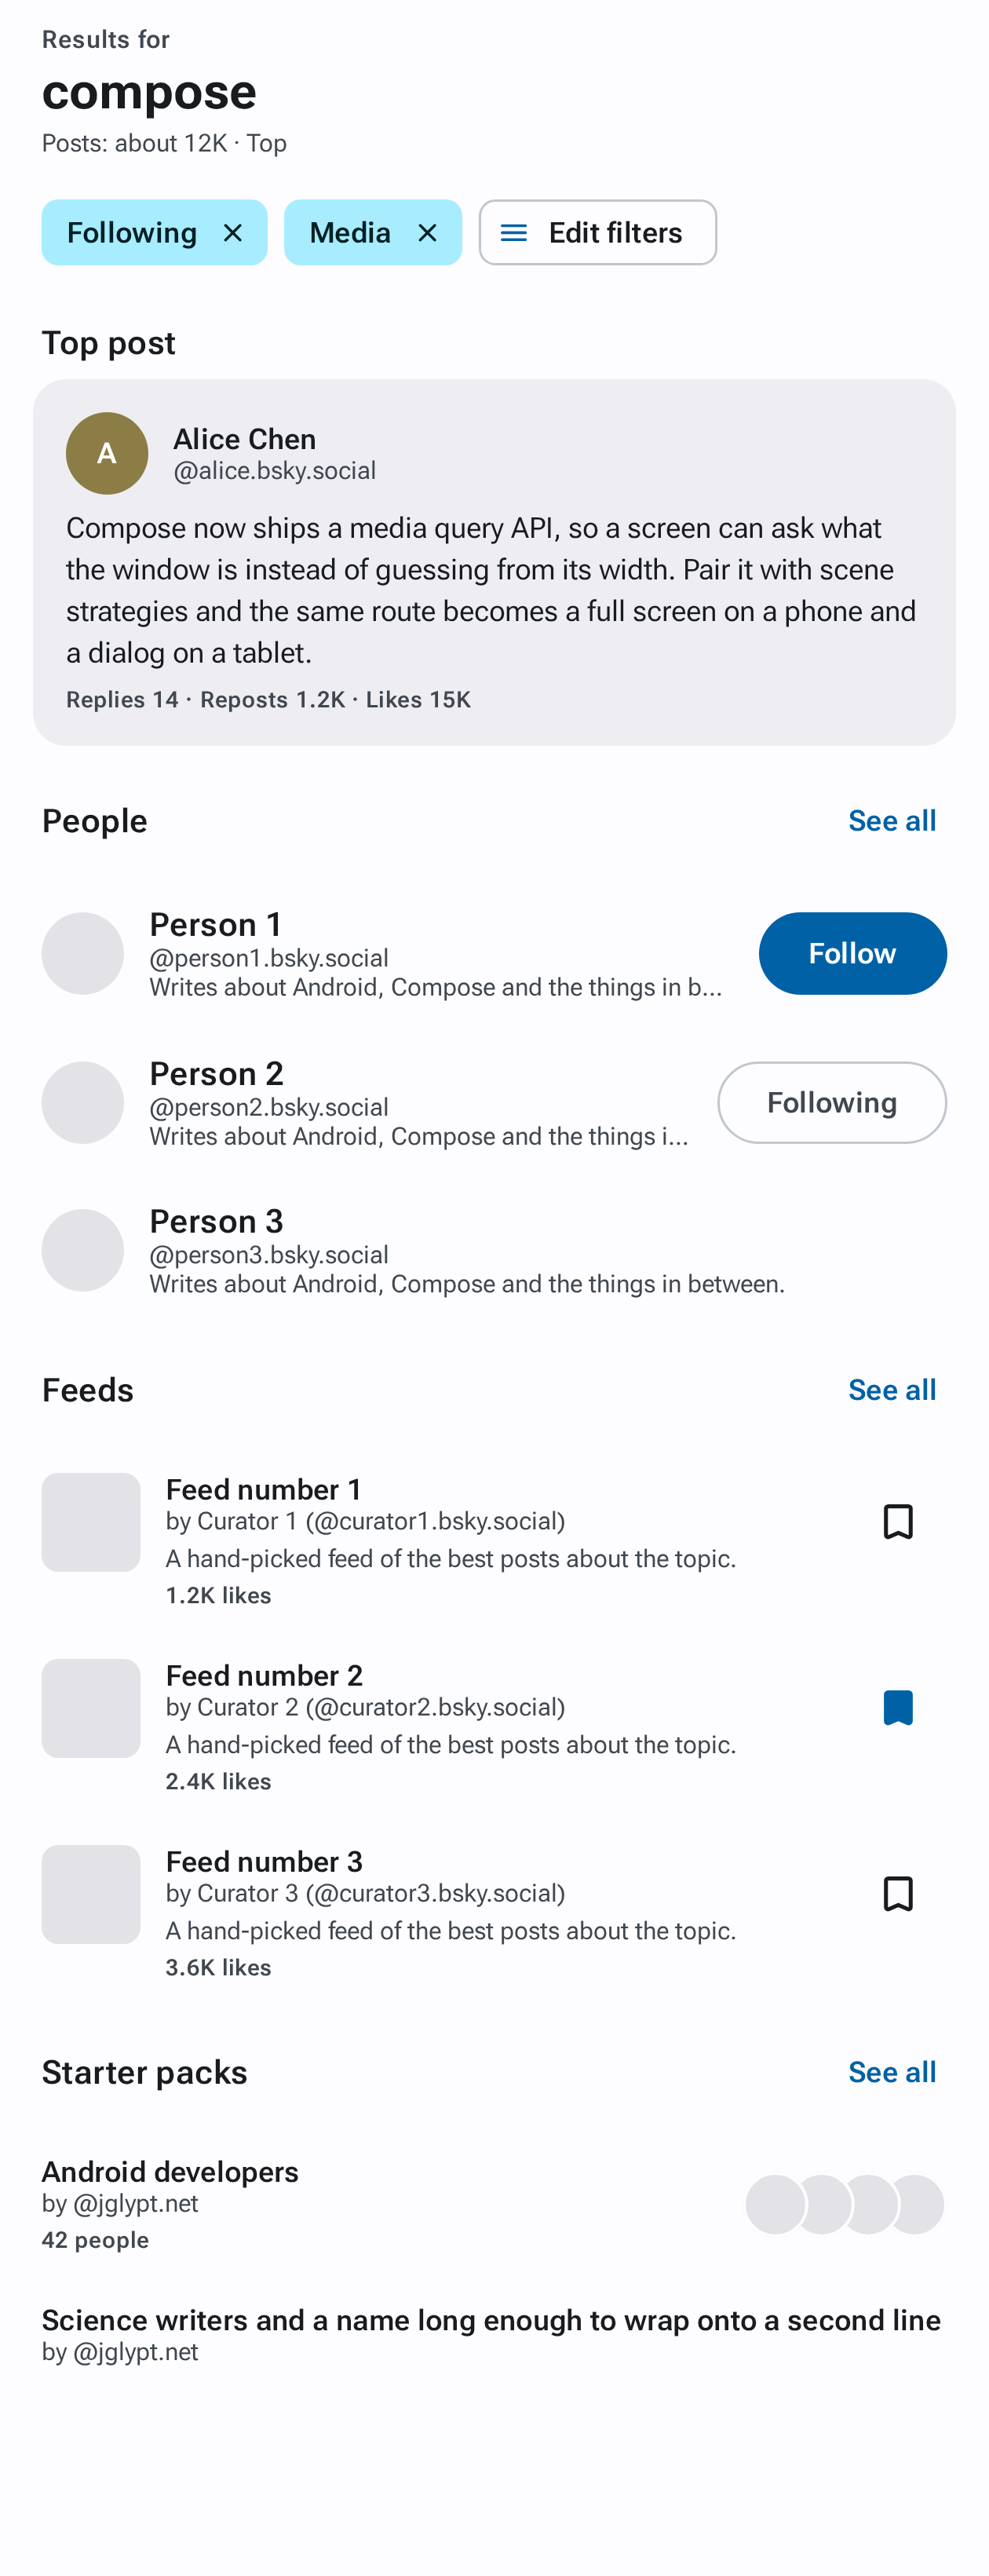 Results for
compose
Posts: about 12K · Top
Following
Media
Edit filters
Top post
A
Alice Chen
@alice.bsky.social
Compose now ships a media query API, so a screen can ask what
the window is instead of guessing from its width. Pair it with scene
strategies and the same route becomes a full screen on a phone and
a dialog on a tablet.
Replies 14 · Reposts 1.2K · Likes 15K
People
See all
Person 1
@person1.bsky.social
Writes about Android, Compose and the things in b…
Follow
Person 2
@person2.bsky.social
Writes about Android, Compose and the things i…
Following
Person 3
@person3.bsky.social
Writes about Android, Compose and the things in between.
Feeds
See all
Feed number 1
by Curator 1 (@curator1.bsky.social)
A hand-picked feed of the best posts about the topic.
1.2K likes
Feed number 2
by Curator 2 (@curator2.bsky.social)
A hand-picked feed of the best posts about the topic.
2.4K likes
Feed number 3
by Curator 3 (@curator3.bsky.social)
A hand-picked feed of the best posts about the topic.
3.6K likes
Starter packs
See all
Android developers
by @jglypt.net
42 people
Science writers and a name long enough to wrap onto a second line
by @jglypt.net